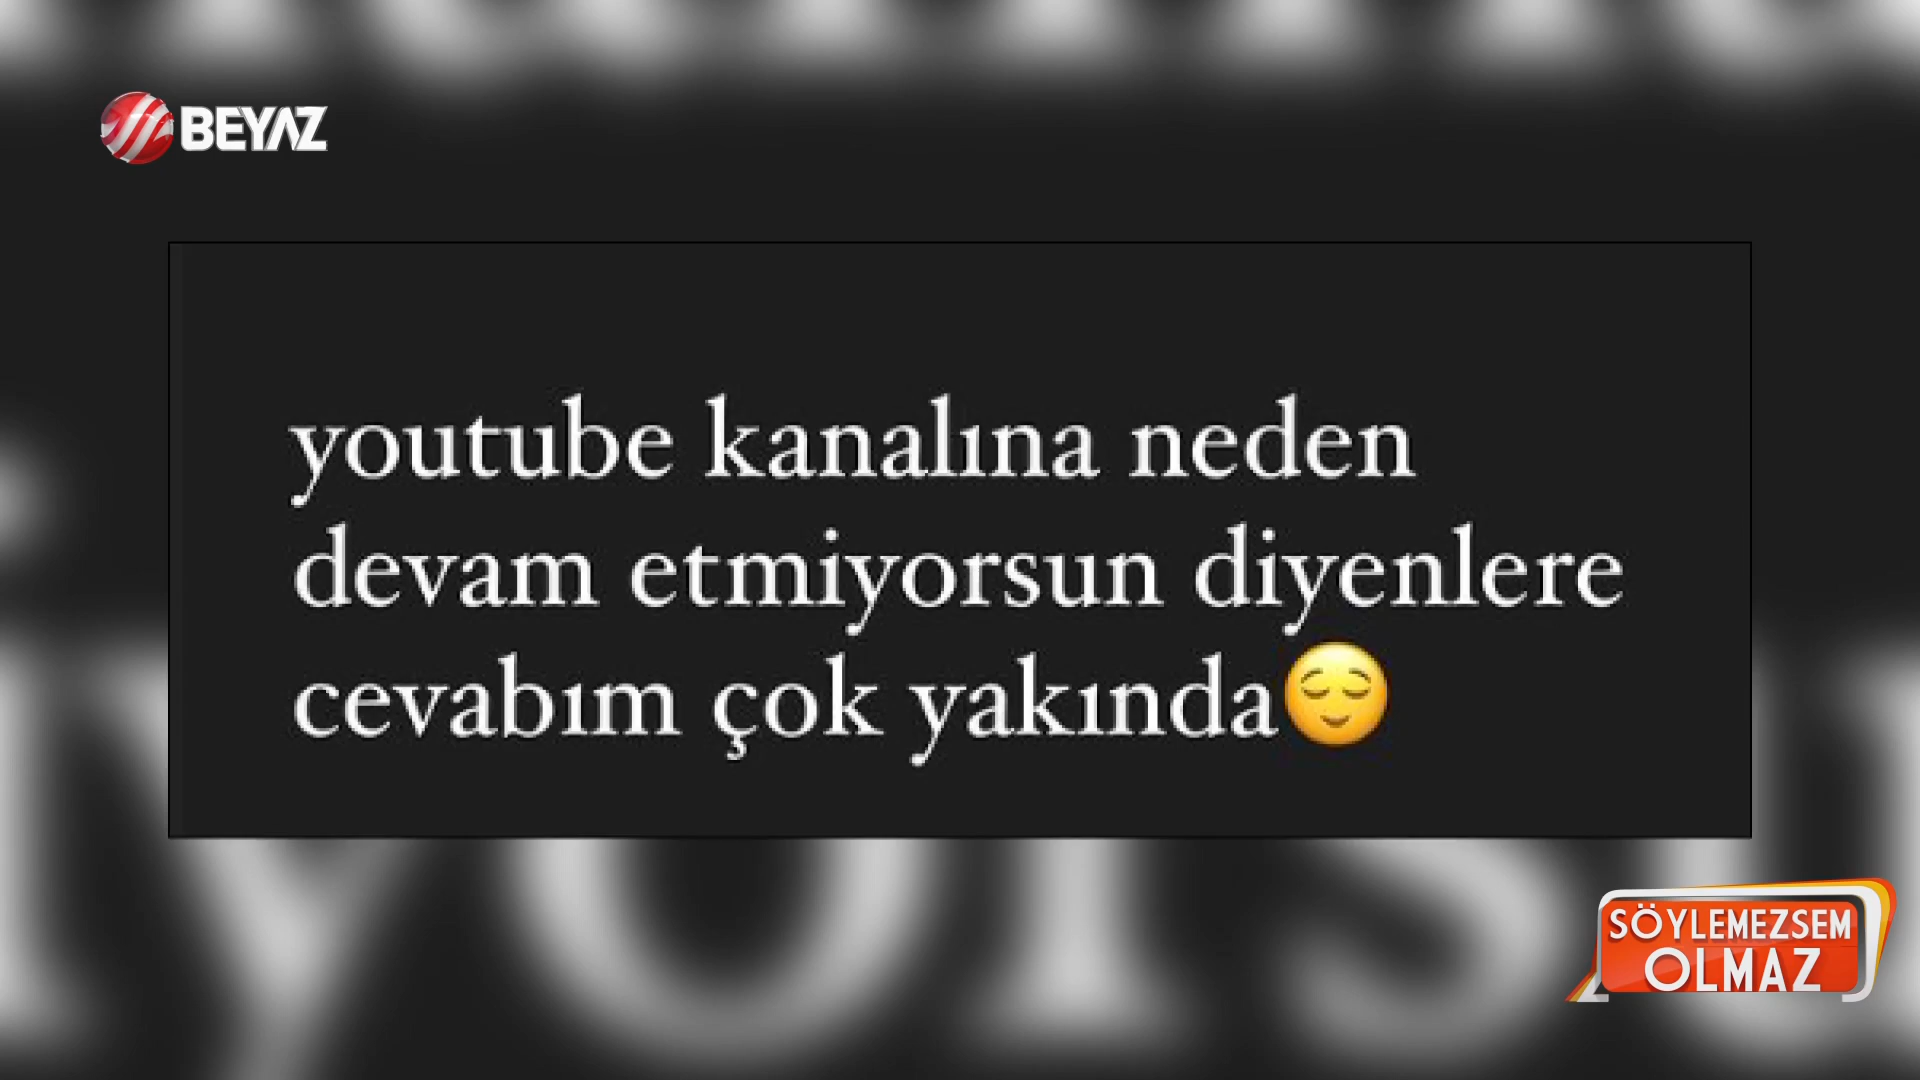 BEYAZ
youtube kanalına neden
devam etmiyorsun diyenlere
cevabım çok yakında😌
SÖYLEMEZSEM
OLMAZ